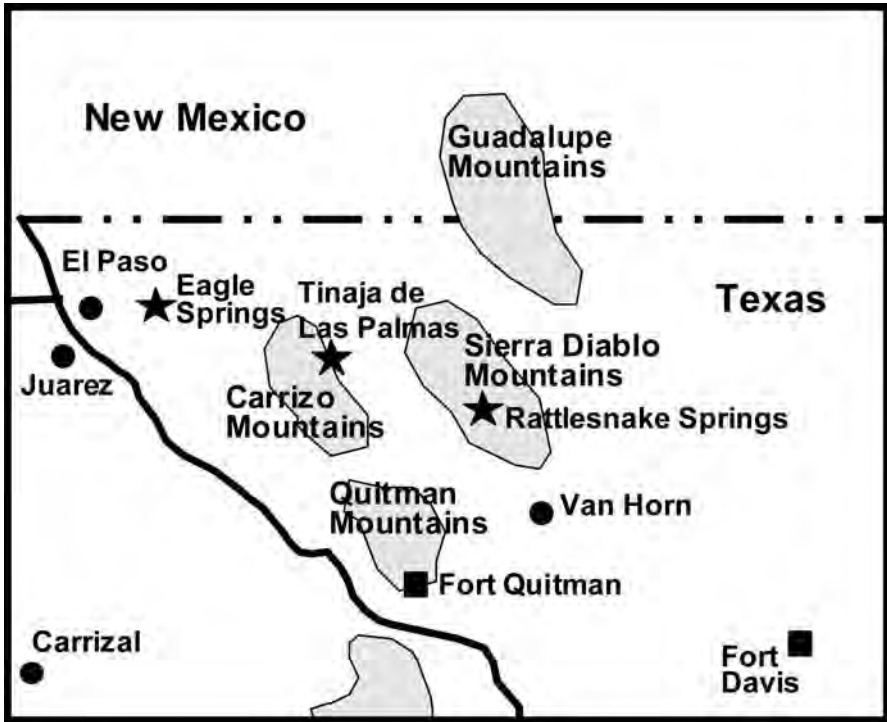 New Mexico
Guadalupe
Mountains
El Paso
Eagle
Springs
Tinaja de
Las Palmas
Texas
Sierra Diablo
Mountains
Juarez
Carrizo
Mountains
Rattlesnake Springs
Quitman
Mountains
Van Horn
Fort Quitman
Carrizal
Fort
Davis